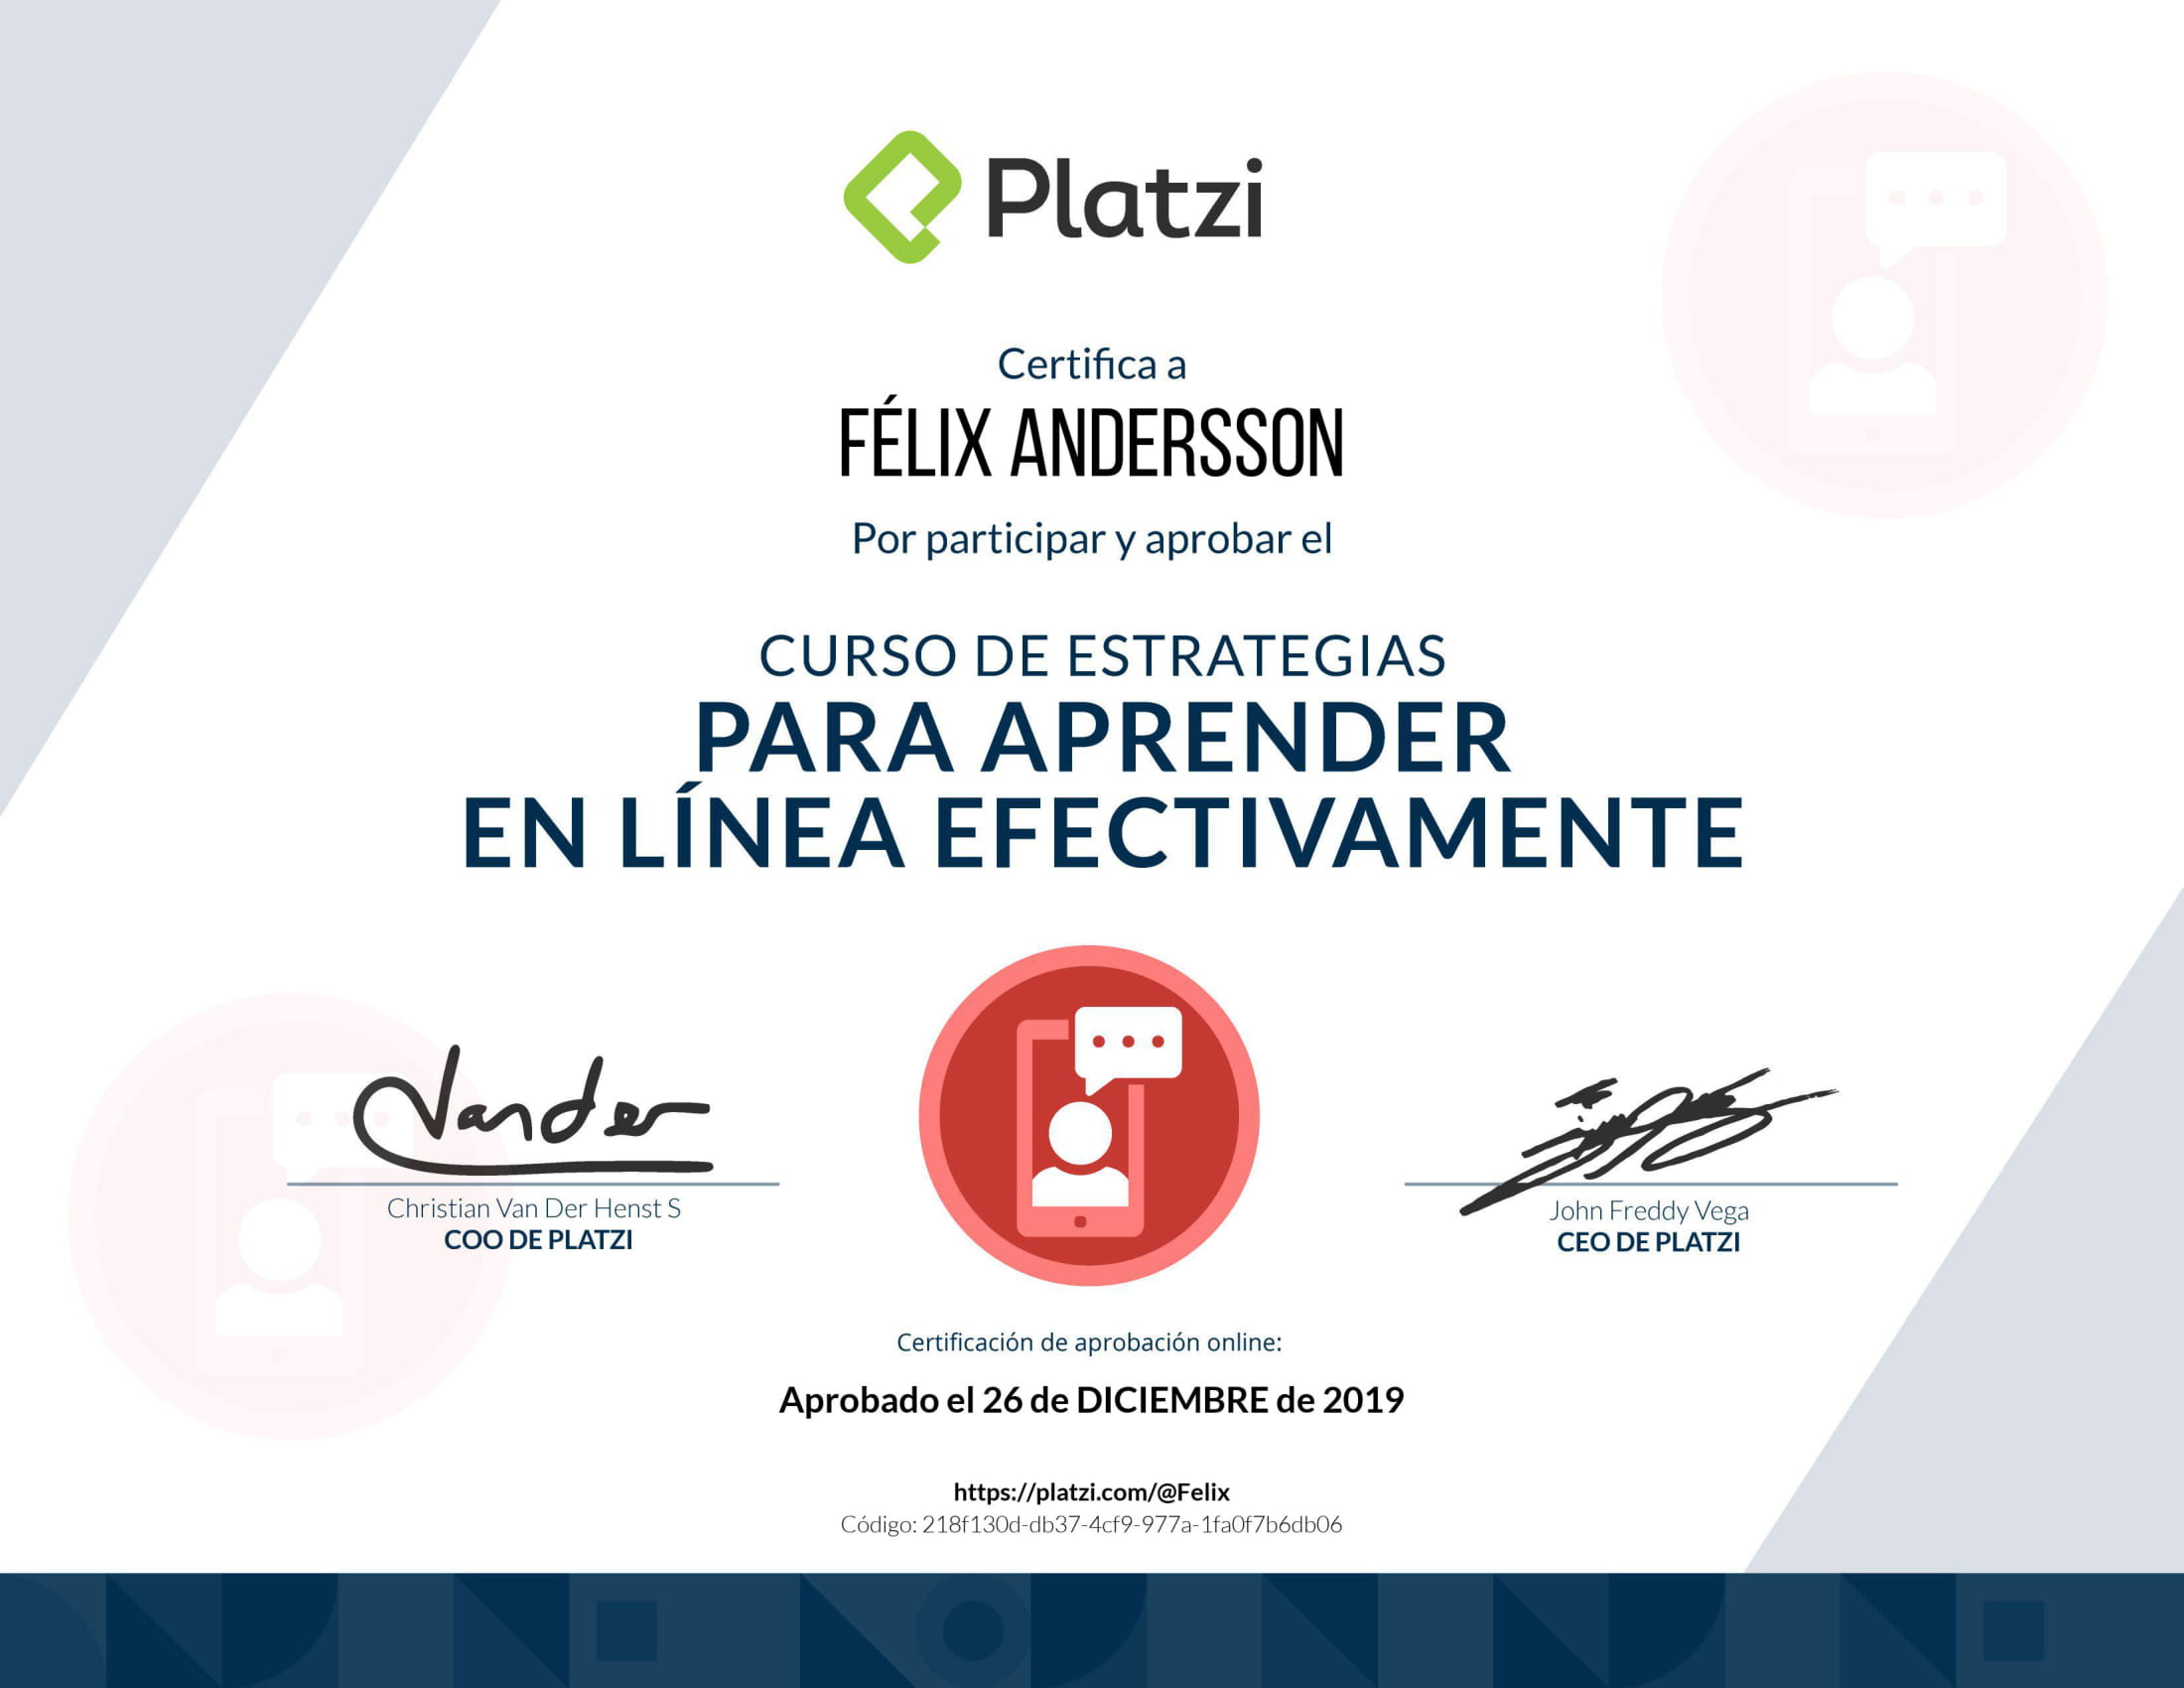 Platzi
Certifica a
FÉLIX ANDERSSON
Por participar y aprobar el
CURSO DE ESTRATEGIAS
PARA APRENDER
EN LÍNEA EFECTIVAMENTE
Vander
Christian Van Der Henst S
COO DE PLATZI
John Freddy Vega
CEO DE PLATZI
Certificación de aprobación online:
Aprobado el 26 de DICIEMBRE de 2019
https://platzi.com/@Felix
Código: 218f130d-db37-4cf9-977a-1fa0f7b6db06